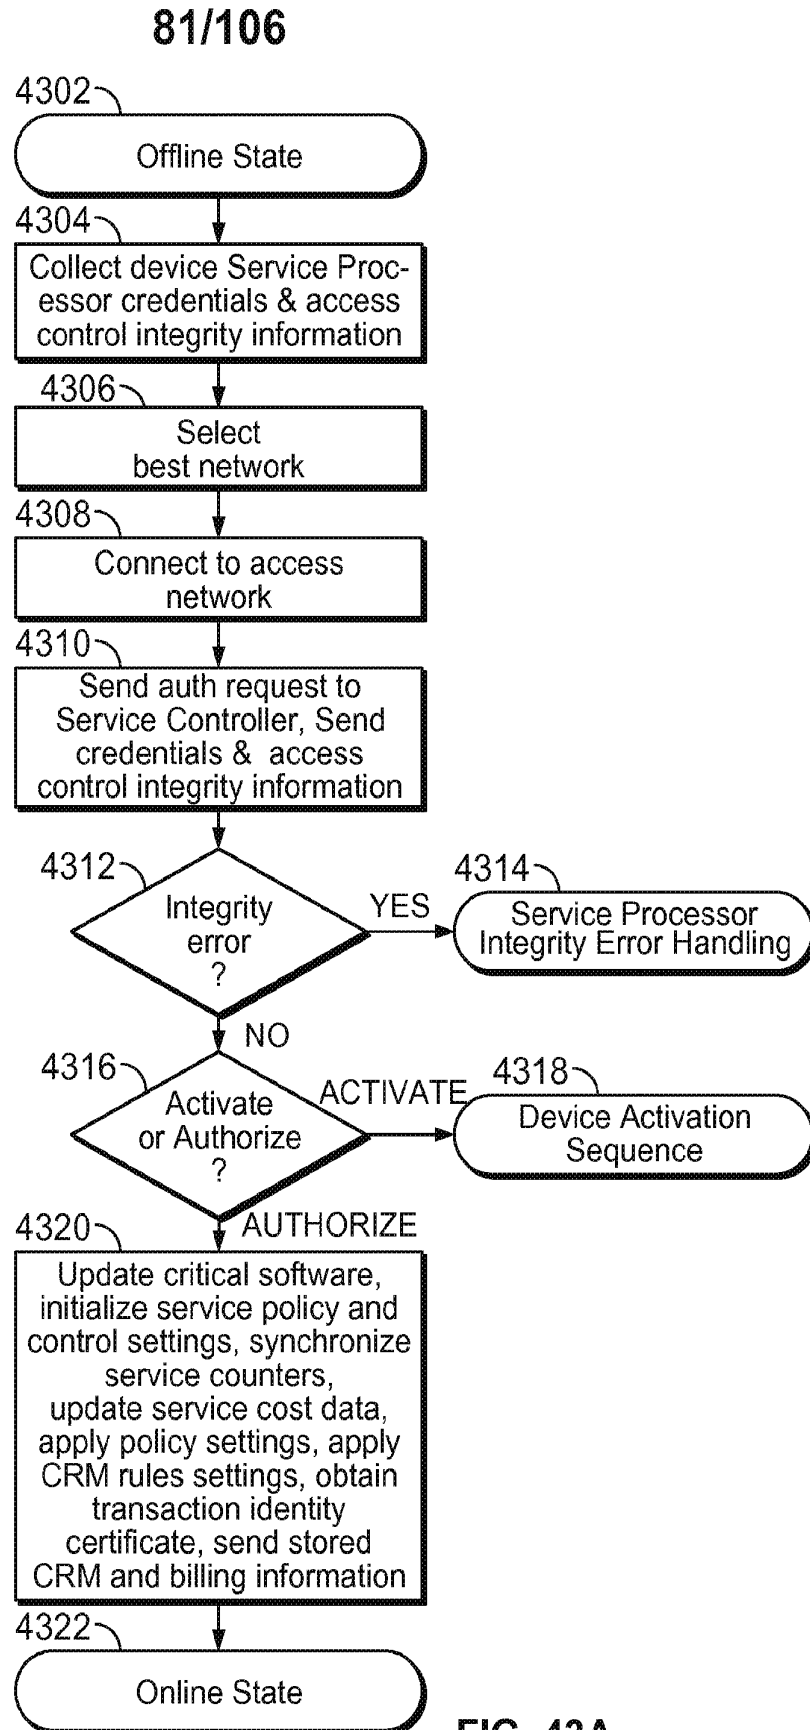 81/106
4302
Offline State
4304
Collect device Service Proc-
essor credentials & access
control integrity information
4306
Select
best network
4308
Connect to access
network
4310
Send auth request to
Service Controller, Send
credentials & access
control integrity information
4312
Integrity
error
?
YES
4314
Service Processor
Integrity Error Handling
NO
4316
Activate
or Authorize
?
ACTIVATE
4318
Device Activation
Sequence
AUTHORIZE
4320
Update critical software,
initialize service policy and
control settings, synchronize
service counters,
update service cost data,
apply policy settings, apply
CRM rules settings, obtain
transaction identity
certificate, send stored
CRM and billing information
4322
Online State
FIG. 43A